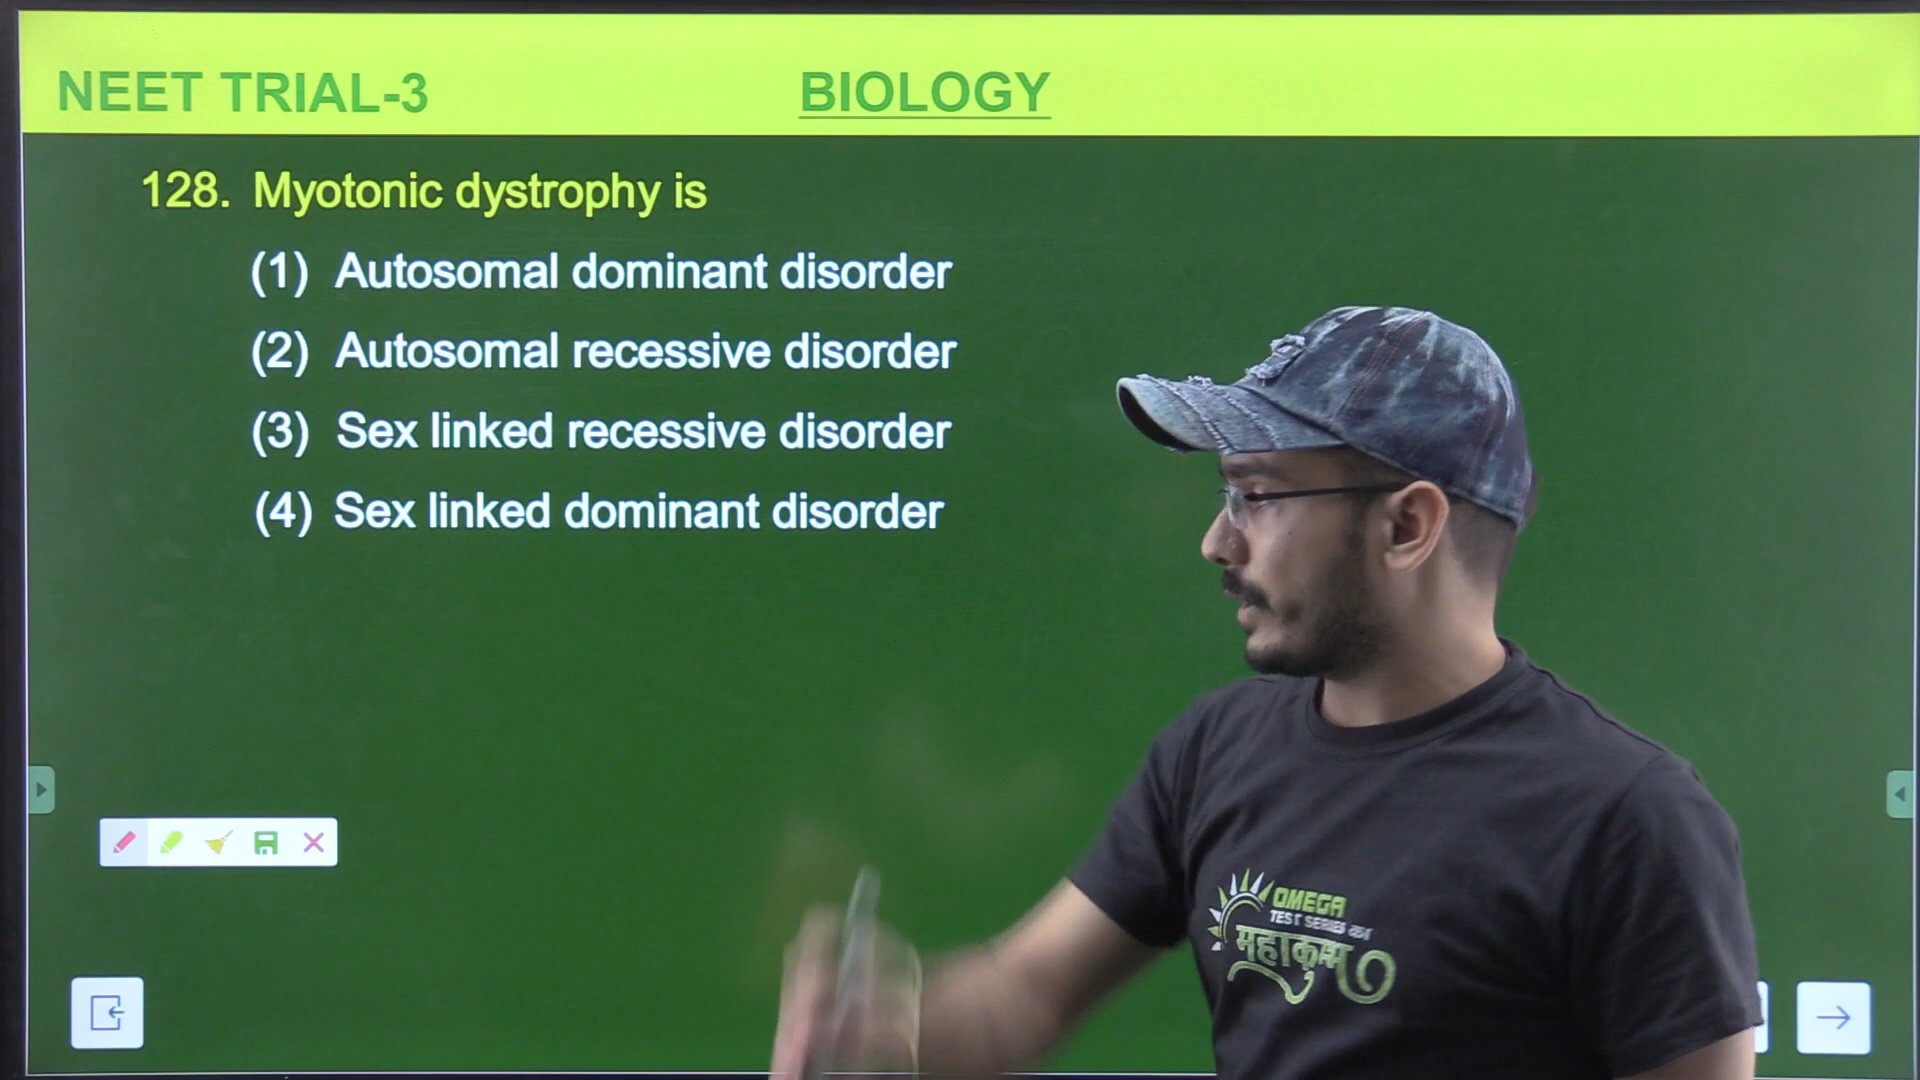 NEET TRIAL-3 BIOLOGY
128. Myotonic dystrophy is
(1) Autosomal dominant disorder
(2) Autosomal recessive disorder
(3) Sex linked recessive disorder
(4) Sex linked dominant disorder
OMEGA
TEST SERIES का
महाकुम्भ